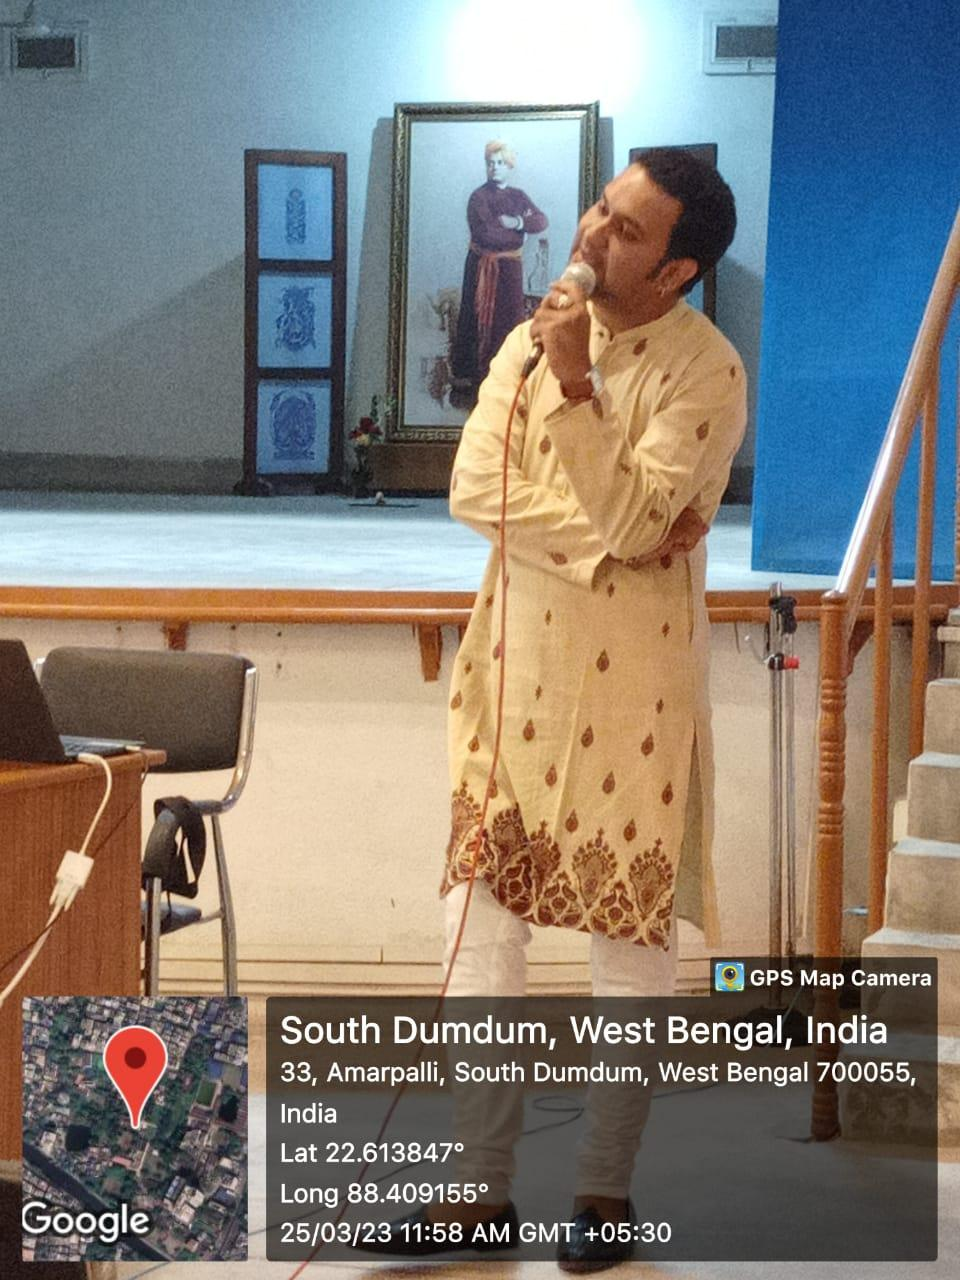 GPS Map Camera
South Dumdum, West Bengal, India
33, Amarpalli, South Dumdum, West Bengal 700055,
India
Lat 22.613847°
Long 88.409155°
25/03/23 11:58 AM GMT +05:30
Google